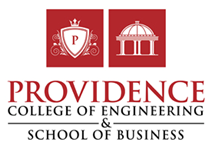 P
PROVIDENCE
COLLEGE OF ENGINEERING
&
SCHOOL OF BUSINESS